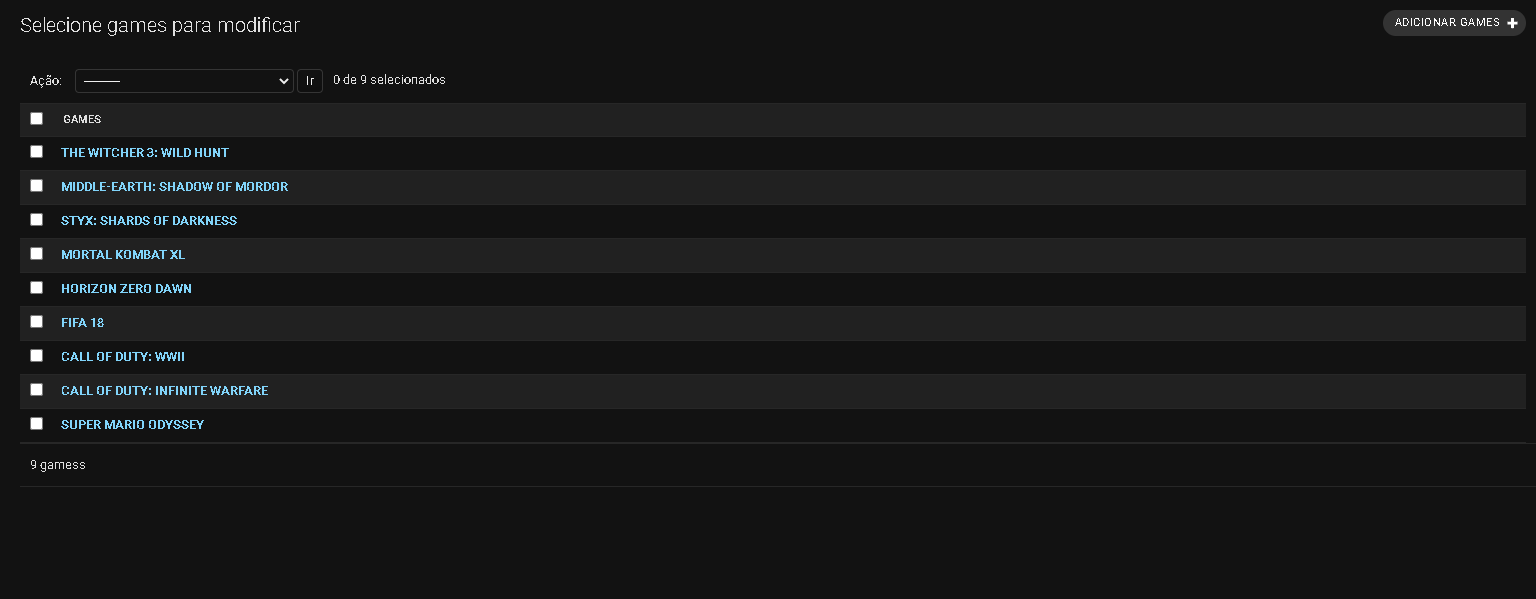 Selecione games para modificar
ADICIONAR GAMES
Ação: --------- Ir 0 de 9 selecionados
GAMES
THE WITCHER 3: WILD HUNT
MIDDLE-EARTH: SHADOW OF MORDOR
STYX: SHARDS OF DARKNESS
MORTAL KOMBAT XL
HORIZON ZERO DAWN
FIFA 18
CALL OF DUTY: WWII
CALL OF DUTY: INFINITE WARFARE
SUPER MARIO ODYSSEY
9 gamess